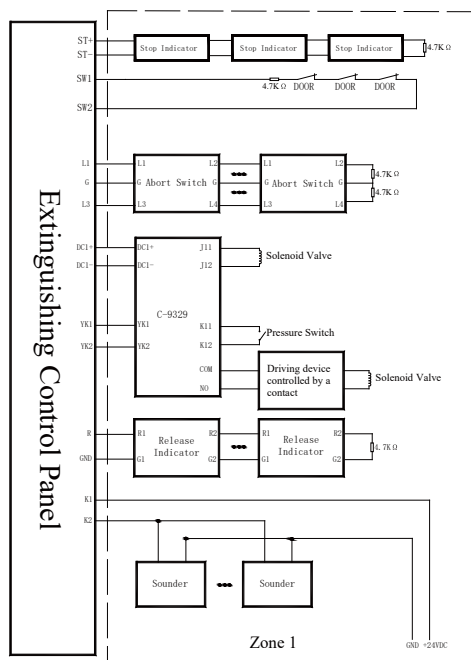 Extinguishing Control Panel
ST+
ST-
Stop Indicator
Stop Indicator
Stop Indicator
4.7K Ω
SW1
4.7K Ω
DOOR
DOOR
DOOR
SW2
L1
L1
L2
L1
L2
4.7K Ω
G
G
Abort Switch
G
G
Abort Switch
G
4.7K Ω
L3
L3
L4
L3
L4
DC1+
DC1+
J11
Solenoid Valve
DC1-
DC1-
J12
C-9329
YK1
YK1
K11
Pressure Switch
YK2
YK2
K12
COM
NO
Driving device
controlled by a
contact
Solenoid Valve
R
R1
R2
R1
R2
Release
Indicator
Release
Indicator
4.7K Ω
GND
G1
G2
G1
G2
K1
K2
Sounder
Sounder
Zone 1
GND +24VDC